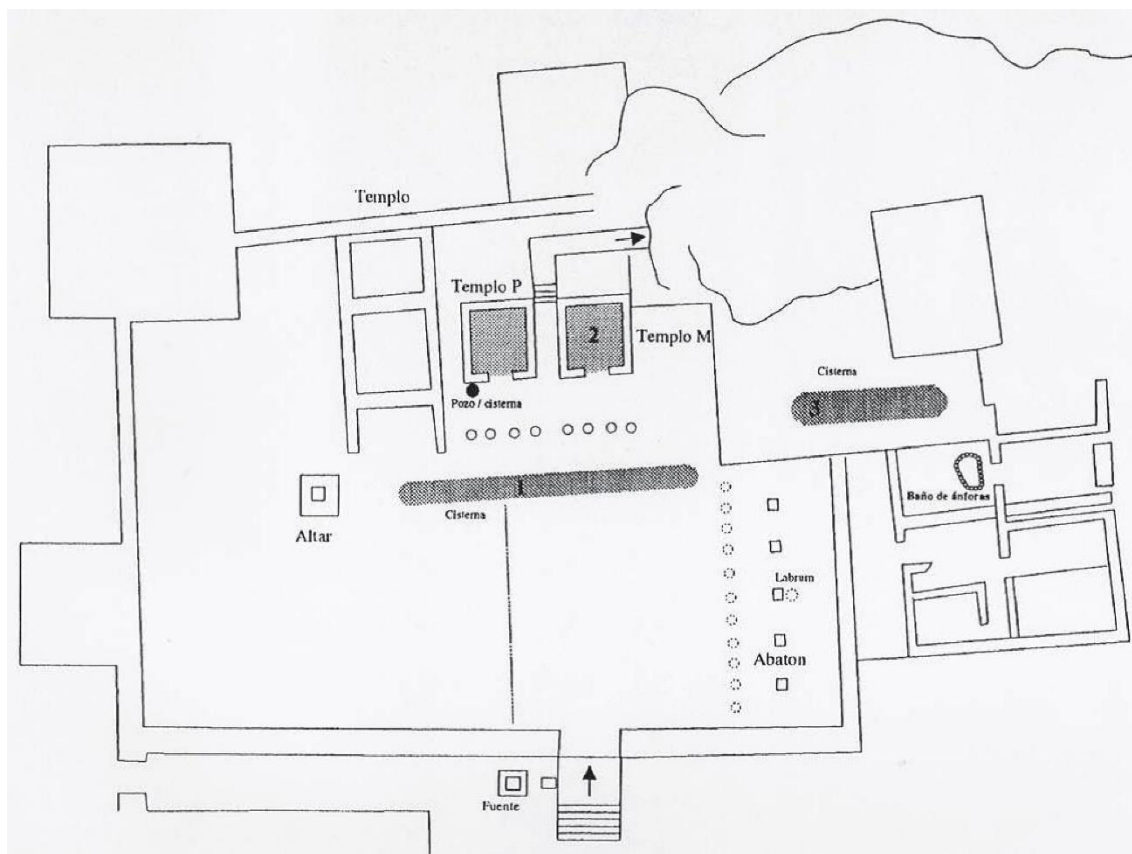 Templo
Templo P
2
Templo M
Pozo / cisterna
Cisterna
3
1
Cisterna
Altar
Baño de ánforas
Labrum
Abaton
Fuente